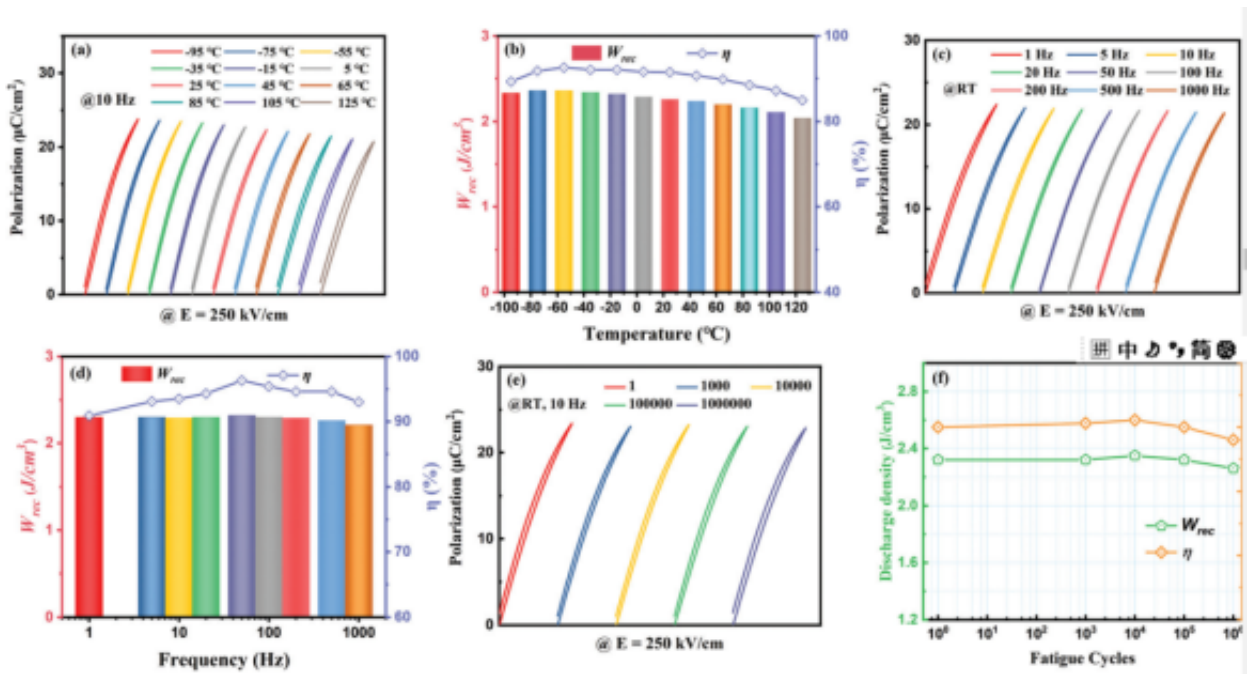 (a) -95 ℃ -75 ℃ -55 ℃
-35 ℃ -15 ℃ 5 ℃
25 ℃ 45 ℃ 65 ℃
85 ℃ 105 ℃ 125 ℃
@10 Hz
Polarization (μC/cm²)
30
20
10
0
@ E = 250 kV/cm
(b) W_rec η
W_rec (J/cm²)
3
2
1
0
η (%)
100
80
60
40
-100 -80 -60 -40 -20 0 20 40 60 80 100 120
Temperature (⁰C)
(c) 1 Hz 5 Hz 10 Hz
20 Hz 50 Hz 100 Hz
200 Hz 500 Hz 1000 Hz
@RT
Polarization (μC/cm²)
30
20
10
0
@ E = 250 kV/cm
(d) W_rec η
W_rec (J/cm²)
3
2
1
0
η (%)
100
90
80
70
60
1 10 100 1000
Frequency (Hz)
(e) 1 1000 10000
@RT, 10 Hz 100000 1000000
Polarization (μC/cm²)
30
20
10
0
@ E = 250 kV/cm
拼 中 简
(f)
Discharge density (J/cm³)
2.8
2.4
2.0
1.6
1.2
W_rec
η
10⁰ 10¹ 10² 10³ 10⁴ 10⁵ 10⁶
Fatigue Cycles